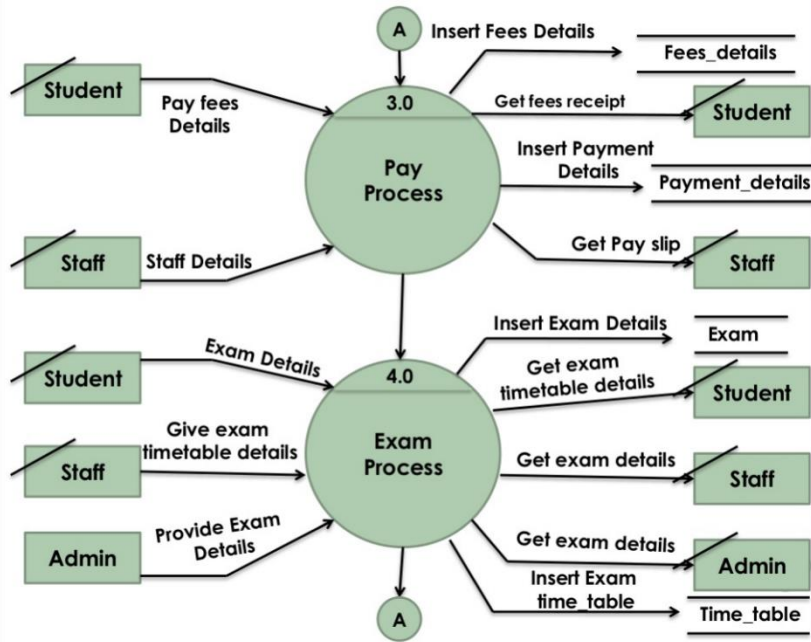 A
Insert Fees Details
Fees_details
Student
Pay fees
Details
3.0
Get fees receipt
Student
Pay
Process
Insert Payment
Details
Payment_details
Staff
Staff Details
Get Pay slip
Staff
Insert Exam Details
Exam
Student
Exam Details
4.0
Get exam
timetable details
Student
Give exam
timetable details
Staff
Exam
Process
Get exam details
Staff
Admin
Provide Exam
Details
Get exam details
Admin
Insert Exam
time_table
Time_table
A